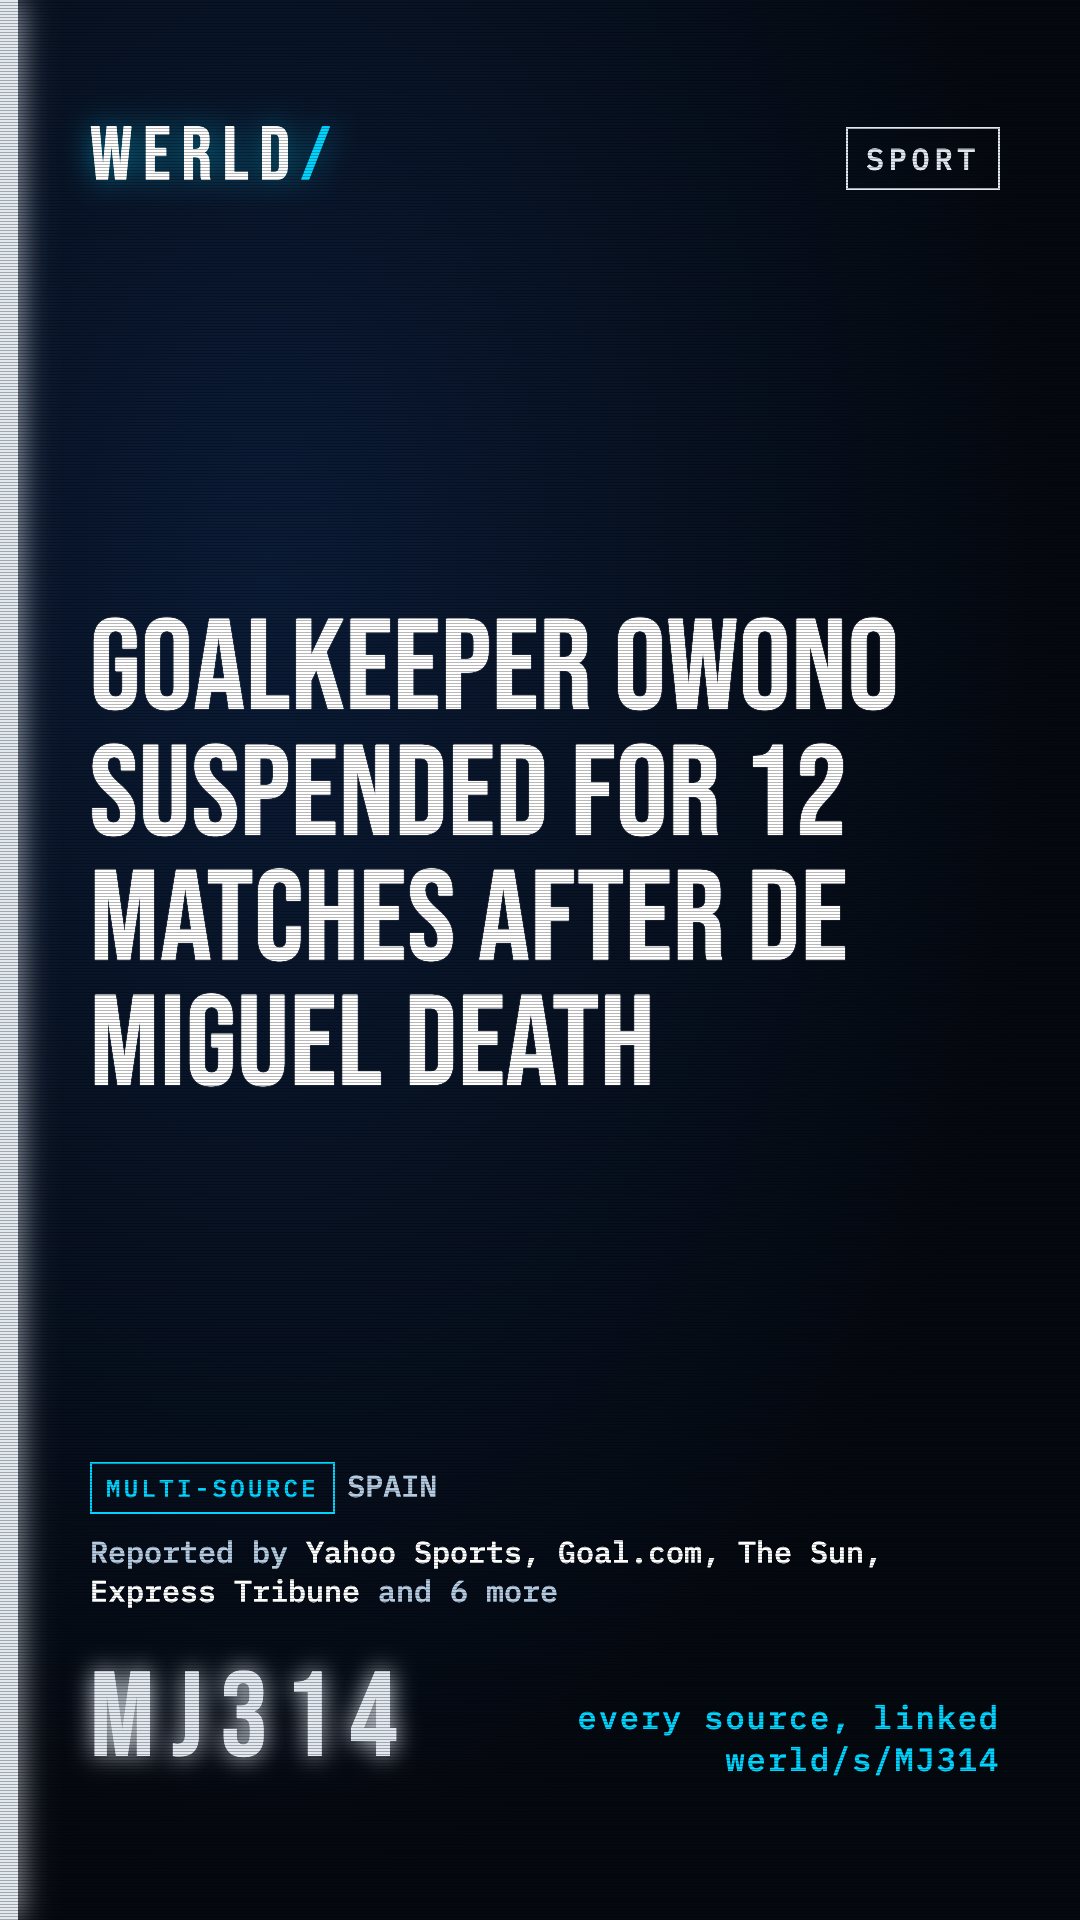 WERLD/
SPORT
GOALKEEPER OWONO
SUSPENDED FOR 12
MATCHES AFTER DE
MIGUEL DEATH
MULTI-SOURCE SPAIN
Reported by Yahoo Sports, Goal.com, The Sun,
Express Tribune and 6 more
MJ314
every source, linked
werld/s/MJ314